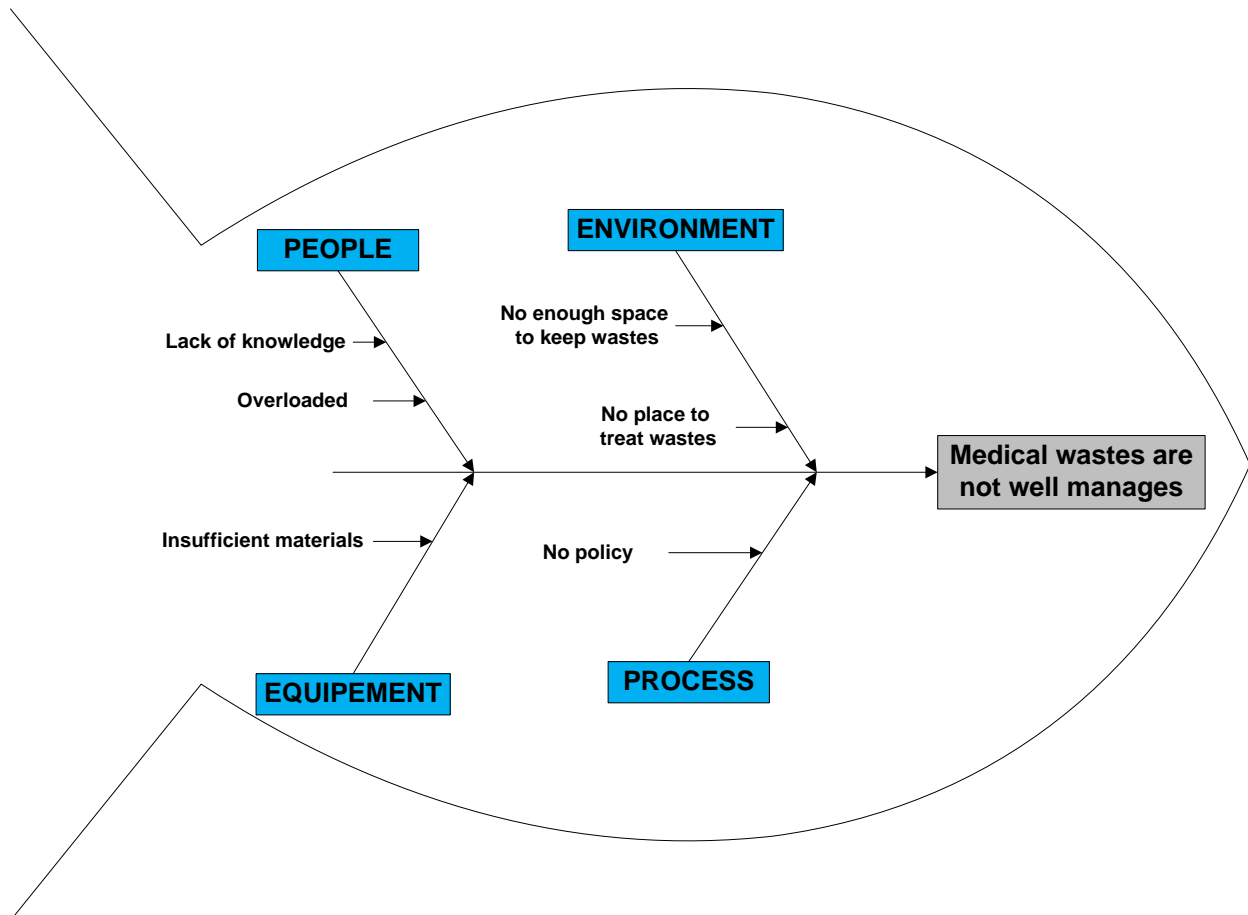 PEOPLE
ENVIRONMENT
No enough space
to keep wastes
Lack of knowledge
Overloaded
No place to
treat wastes
Medical wastes are
not well manages
Insufficient materials
No policy
EQUIPEMENT
PROCESS